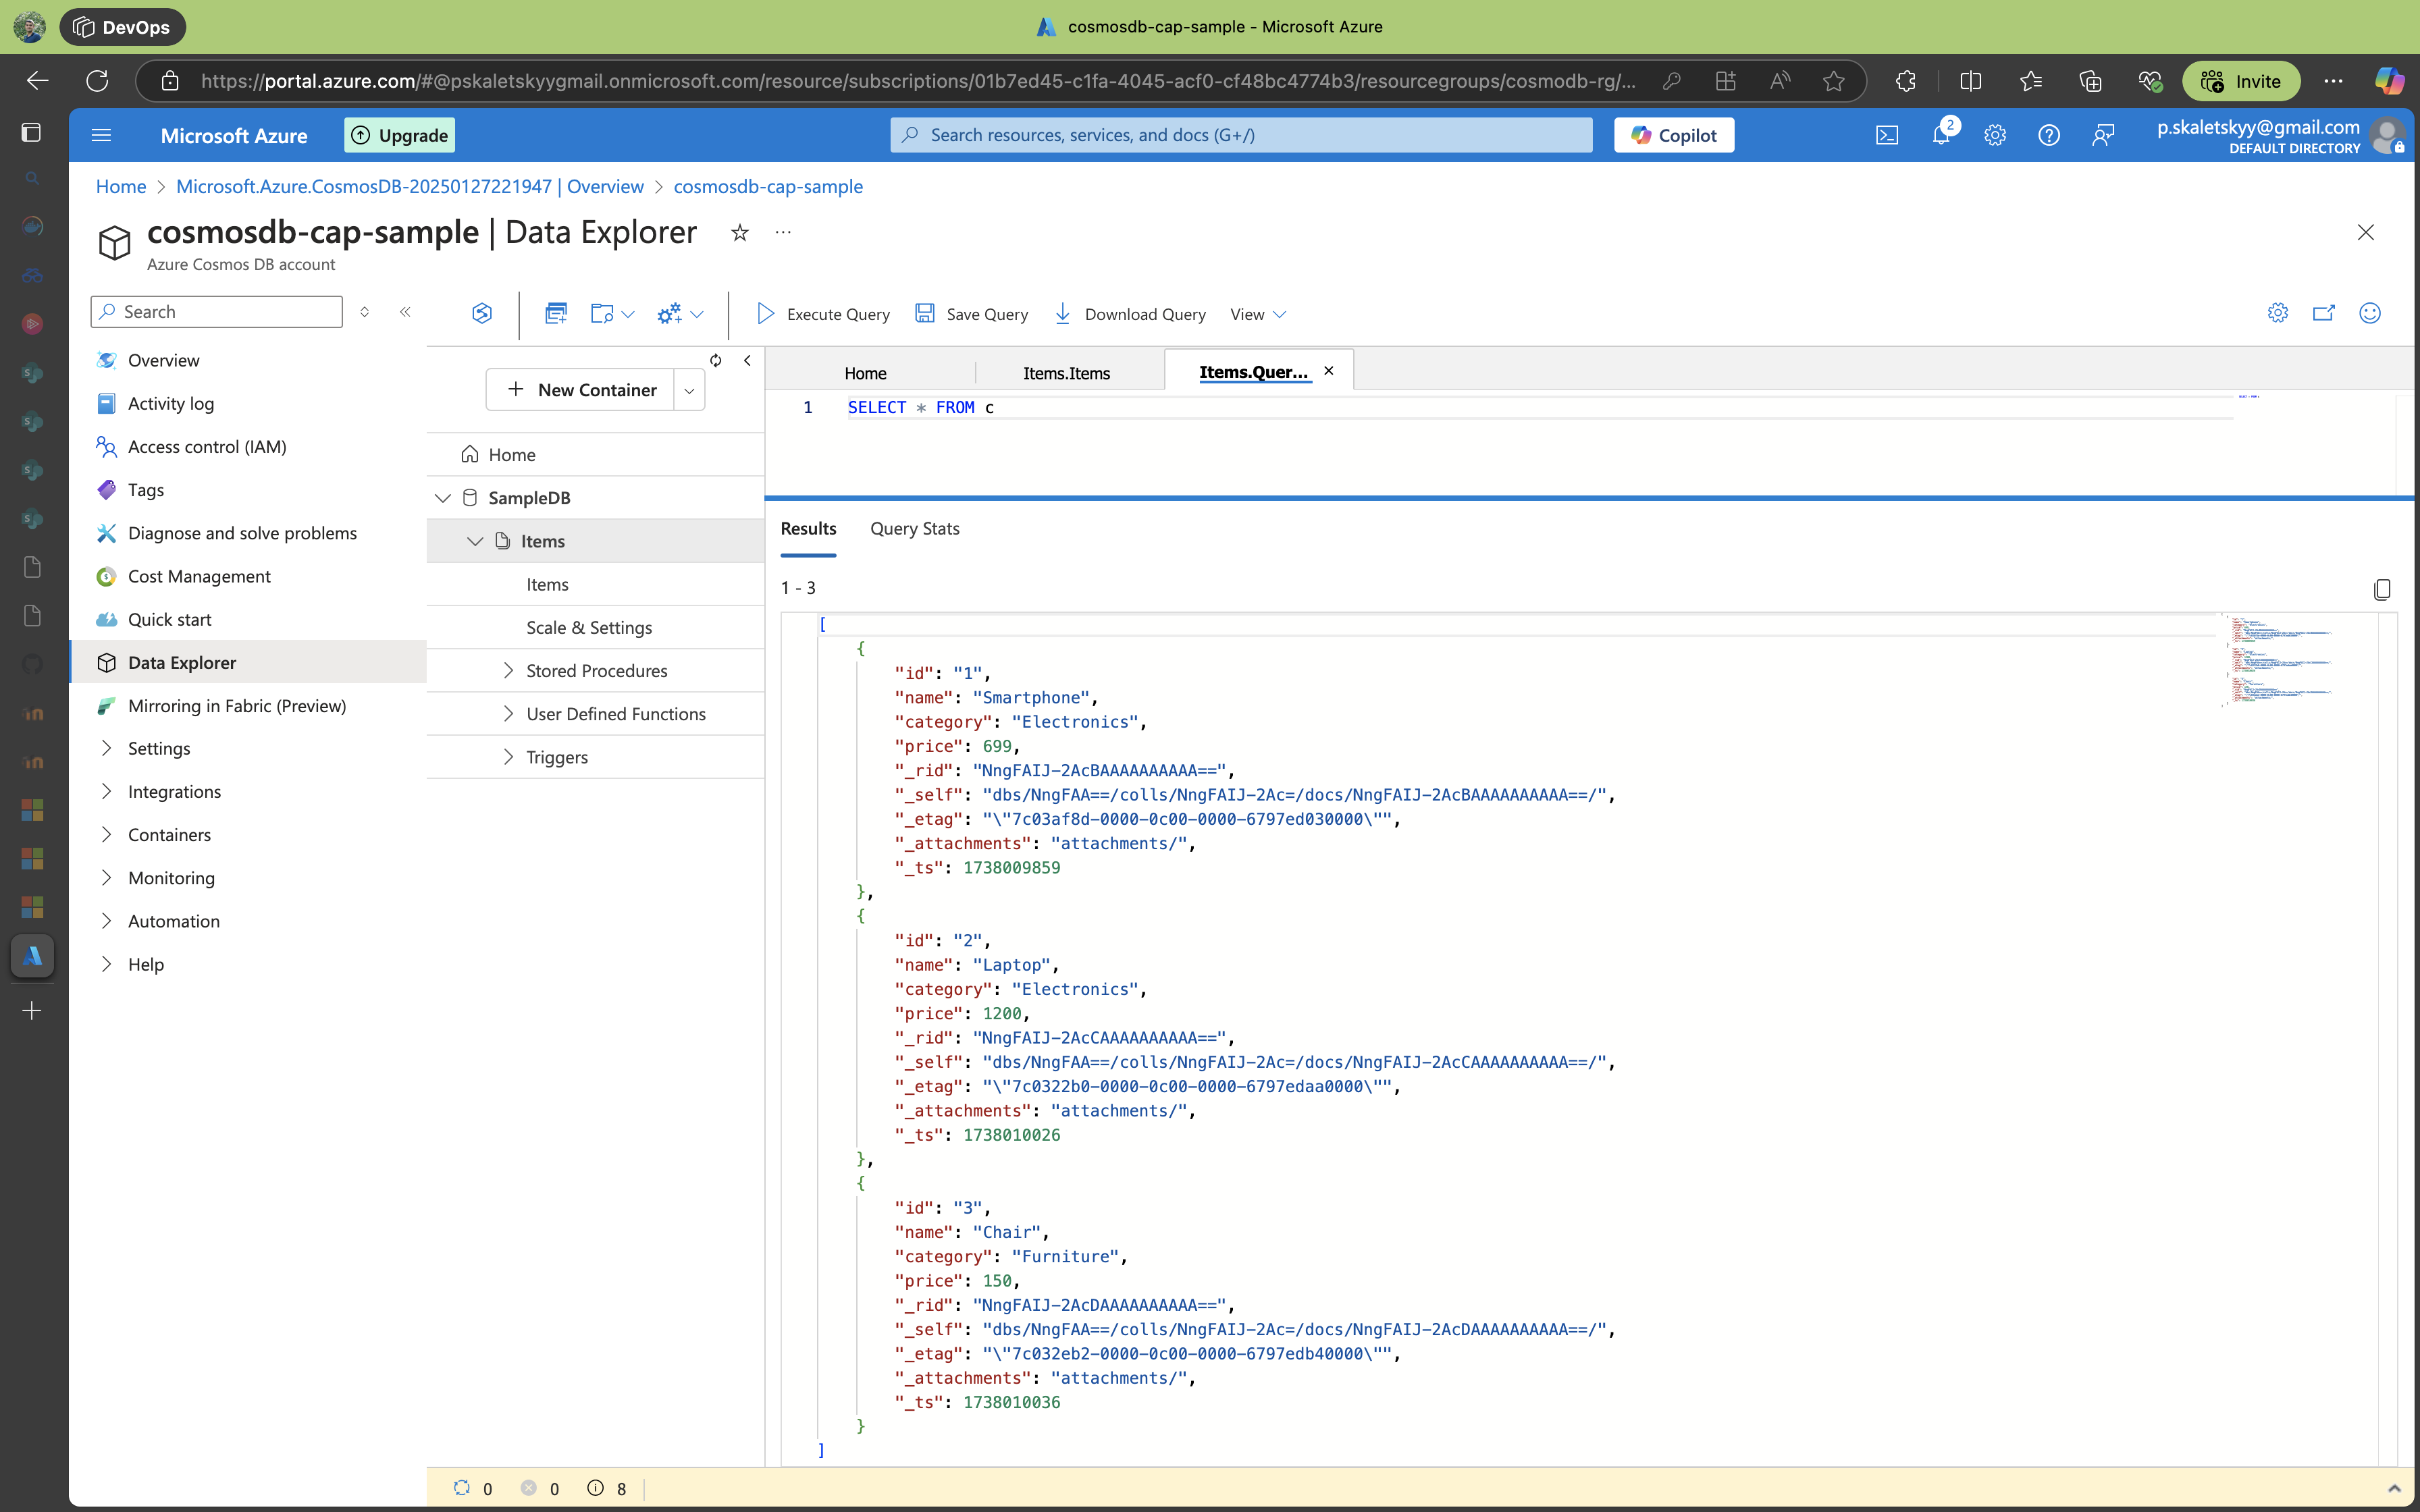 DevOps
cosmosdb-cap-sample - Microsoft Azure
https://portal.azure.com/#@pskaletskyygmail.onmicrosoft.com/resource/subscriptions/01b7ed45-c1fa-4045-acf0-cf48bc4774b3/resourcegroups/cosmodb-rg/...
Invite
Microsoft Azure
Upgrade
Search resources, services, and docs (G+/)
Copilot
2
p.skaletskyy@gmail.com
DEFAULT DIRECTORY
Home > Microsoft.Azure.CosmosDB-20250127221947 | Overview > cosmosdb-cap-sample
cosmosdb-cap-sample | Data Explorer
Azure Cosmos DB account
Search
Overview
Activity log
Access control (IAM)
Tags
Diagnose and solve problems
Cost Management
Quick start
Data Explorer
Mirroring in Fabric (Preview)
Settings
Integrations
Containers
Monitoring
Automation
Help
Execute Query
Save Query
Download Query
View
New Container
Home
SampleDB
Items
Items
Scale & Settings
Stored Procedures
User Defined Functions
Triggers
Home
Items.Items
Items.Quer...
1 SELECT * FROM c
Results
Query Stats
1 - 3
[
{
"id": "1",
"name": "Smartphone",
"category": "Electronics",
"price": 699,
"_rid": "NngFAIJ-2AcBAAAAAAAAAA==",
"_self": "dbs/NngFAA==/colls/NngFAIJ-2Ac=/docs/NngFAIJ-2AcBAAAAAAAAAA==/",
"_etag": "\"7c03af8d-0000-0c00-0000-6797ed030000\"",
"_attachments": "attachments/",
"_ts": 1738009859
},
{
"id": "2",
"name": "Laptop",
"category": "Electronics",
"price": 1200,
"_rid": "NngFAIJ-2AcCAAAAAAAAAA==",
"_self": "dbs/NngFAA==/colls/NngFAIJ-2Ac=/docs/NngFAIJ-2AcCAAAAAAAAAA==/",
"_etag": "\"7c0322b0-0000-0c00-0000-6797edaa0000\"",
"_attachments": "attachments/",
"_ts": 1738010026
},
{
"id": "3",
"name": "Chair",
"category": "Furniture",
"price": 150,
"_rid": "NngFAIJ-2AcDAAAAAAAAAA==",
"_self": "dbs/NngFAA==/colls/NngFAIJ-2Ac=/docs/NngFAIJ-2AcDAAAAAAAAAA==/",
"_etag": "\"7c032eb2-0000-0c00-0000-6797edb40000\"",
"_attachments": "attachments/",
"_ts": 1738010036
}
]
0 0 8